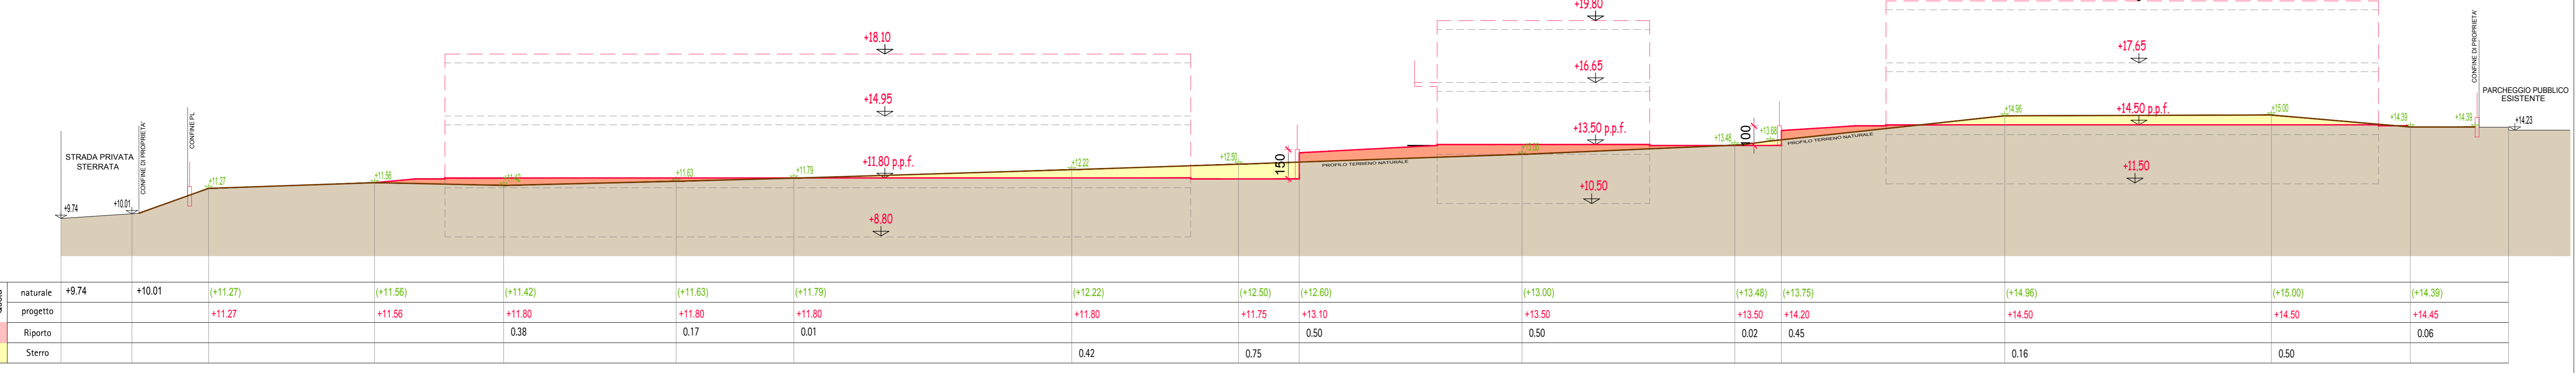 +19.80
+18.10
+17.65
+16.65
+14.95
CONFINE DI PROPRIETA'
PARCHEGGIO PUBBLICO
ESISTENTE
+14.23
STRADA PRIVATA
STERRATA
CONFINE DI PROPRIETA'
CONFINE PL
+9.74
+10.01
+11.27
+11.56
+11.42
+11.63
+11.79
+11.80 p.p.f.
+8.80
+12.22
+12.50
150
PROFILO TERRENO NATURALE
+13.50 p.p.f.
+13.00
+10.50
+13.48
100
+13.68
PROFILO TERRENO NATURALE
+14.96
+14.50 p.p.f.
+11.50
+15.00
+14.39
+14.39
naturale +9.74 +10.01 (+11.27) (+11.56) (+11.42) (+11.63) (+11.79) (+12.22) (+12.50) (+12.60) (+13.00) (+13.48) (+13.75) (+14.96) (+15.00) (+14.39)
progetto +11.27 +11.56 +11.80 +11.80 +11.80 +11.80 +11.75 +13.10 +13.50 +13.50 +14.20 +14.50 +14.50 +14.45
Riporto 0.38 0.17 0.01 0.50 0.50 0.02 0.45 0.06
Sterro 0.42 0.75 0.16 0.50